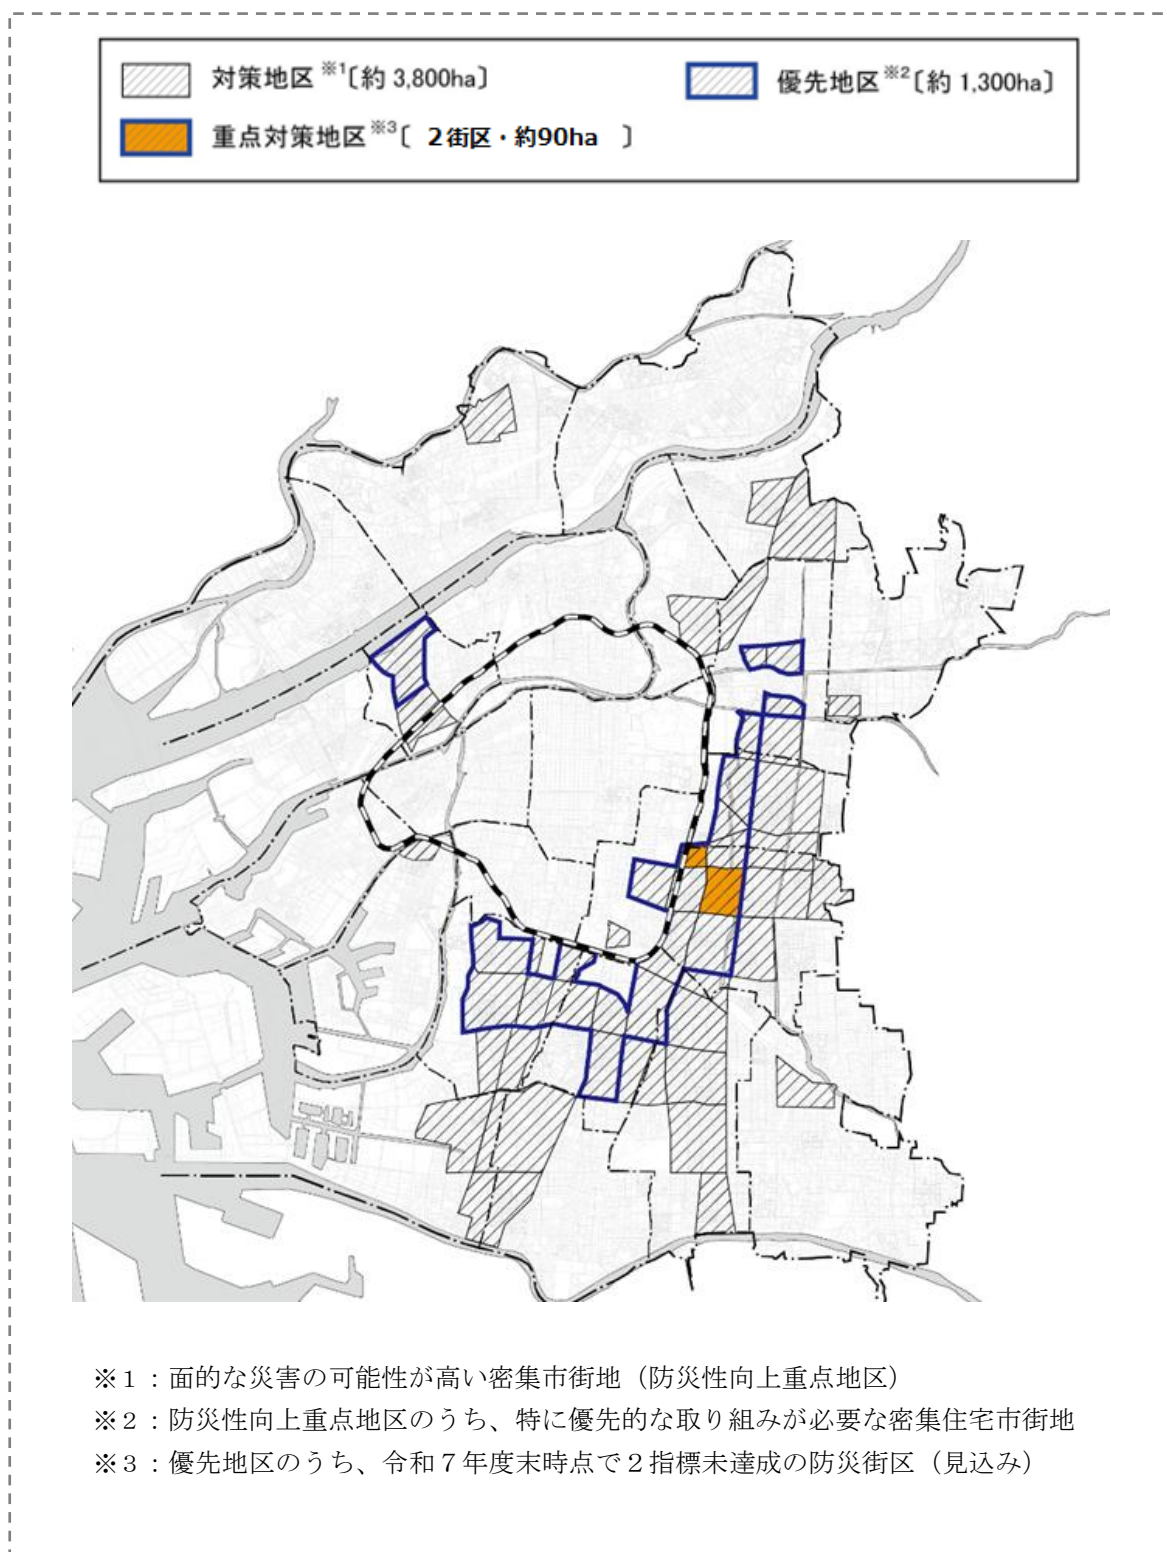 対策地区※1〔約 3,800ha〕
優先地区※2〔約 1,300ha〕
重点対策地区※3〔 2街区・約90ha 〕
※1：面的な災害の可能性が高い密集市街地（防災性向上重点地区）
※2：防災性向上重点地区のうち、特に優先的な取り組みが必要な密集住宅市街地
※3：優先地区のうち、令和７年度末時点で２指標未達成の防災街区（見込み）